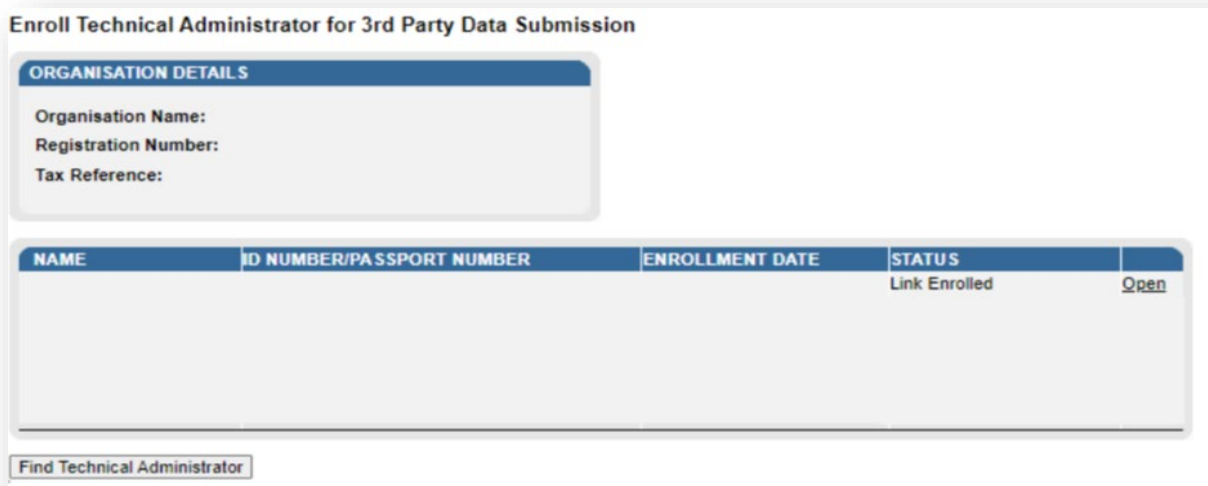 Enroll Technical Administrator for 3rd Party Data Submission
ORGANISATION DETAILS
Organisation Name:
Registration Number:
Tax Reference:
NAME ID NUMBER/PASSPORT NUMBER ENROLLMENT DATE STATUS
Link Enrolled Open
Find Technical Administrator